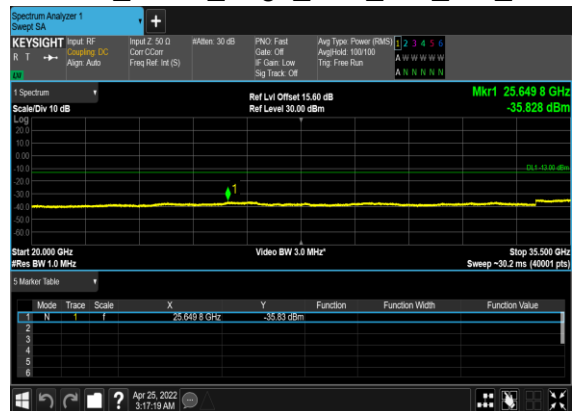 Spectrum Analyzer 1
Swept SA
KEYSIGHT Input: RF Input Z: 50 Ω #Atten: 30 dB PNO: Fast Avg Type: Power (RMS) 1 2 3 4 5 6
R T Coupling: DC Corr CCorr Gate: Off Avg|Hold: 100/100 A W W W W W
Align: Auto Freq Ref: Int (S) IF Gain: Low Trig: Free Run
Sig Track: Off A N N N N N
1 Spectrum Ref Lvl Offset 15.60 dB Mkr1 25.649 8 GHz
Scale/Div 10 dB Ref Level 30.00 dBm -35.828 dBm
Log
20.0
10.0
0.00
-10.0 DL1 -13.00 dBm
-20.0
-30.0 1
-40.0
-50.0
-60.0
Start 20.000 GHz Video BW 3.0 MHz* Stop 35.500 GHz
#Res BW 1.0 MHz Sweep ~30.2 ms (40001 pts)
5 Marker Table
Mode Trace Scale X Y Function Function Width Function Value
1 N 1 f 25.649 8 GHz -35.83 dBm
2
3
4
5
6
? Apr 25, 2022
3:17:19 AM